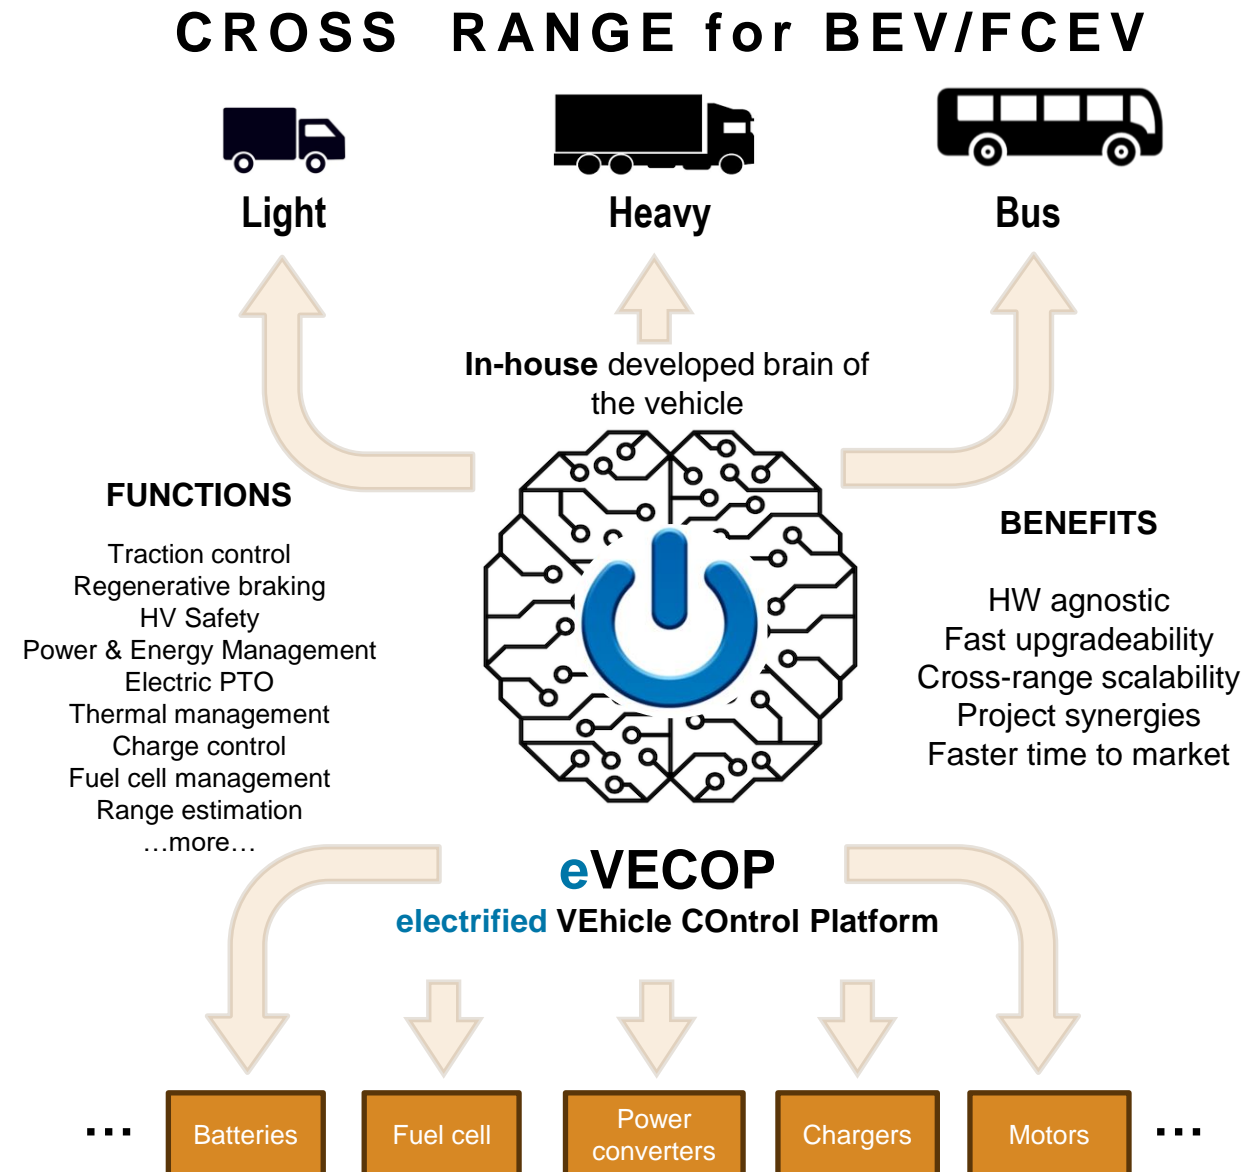 CROSS RANGE for BEV/FCEV
Light
Heavy
Bus
In-house developed brain of
the vehicle
FUNCTIONS
Traction control
Regenerative braking
HV Safety
Power & Energy Management
Electric PTO
Thermal management
Charge control
Fuel cell management
Range estimation
…more…
BENEFITS
HW agnostic
Fast upgradeability
Cross-range scalability
Project synergies
Faster time to market
eVECOP
electrified VEhicle COntrol Platform
…
Batteries
Fuel cell
Power
converters
Chargers
Motors
…